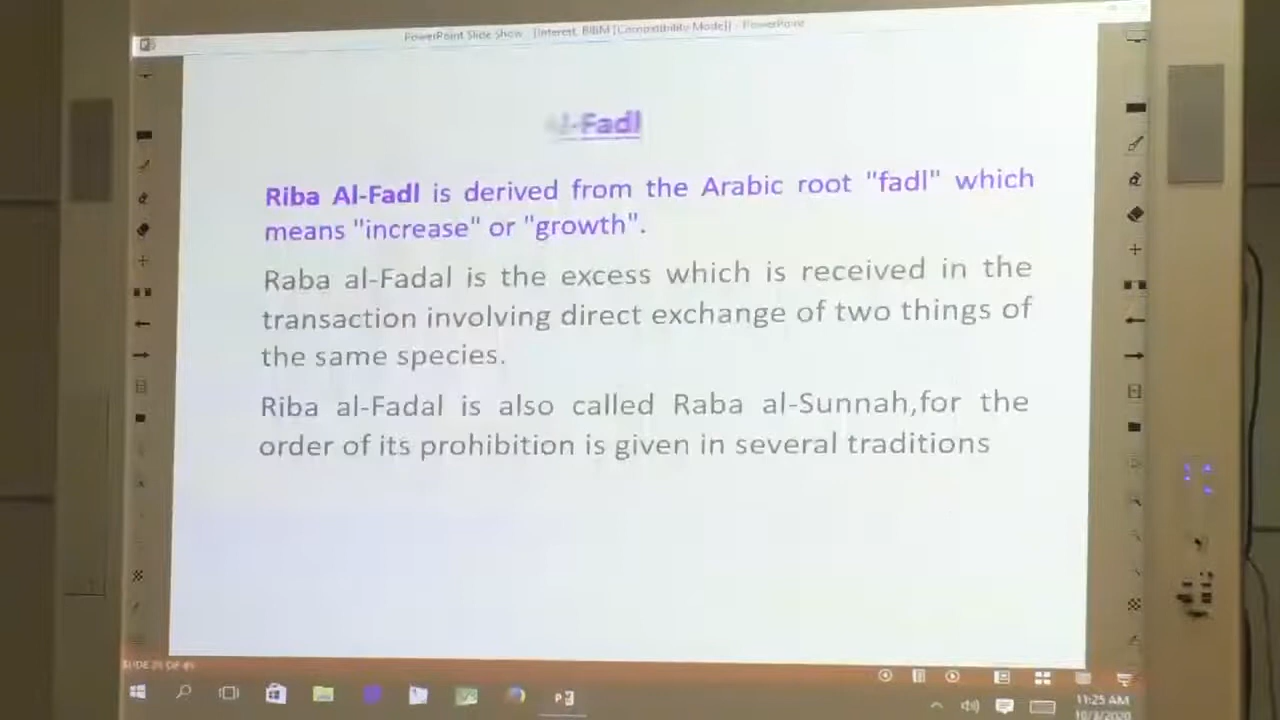 PowerPoint Slide Show - [Interest, BIBM [Compatibility Mode]] - PowerPoint
Al-Fadl
Riba Al-Fadl is derived from the Arabic root "fadl" which
means "increase" or "growth".
Raba al-Fadal is the excess which is received in the
transaction involving direct exchange of two things of
the same species.
Riba al-Fadal is also called Raba al-Sunnah,for the
order of its prohibition is given in several traditions
11:25 AM